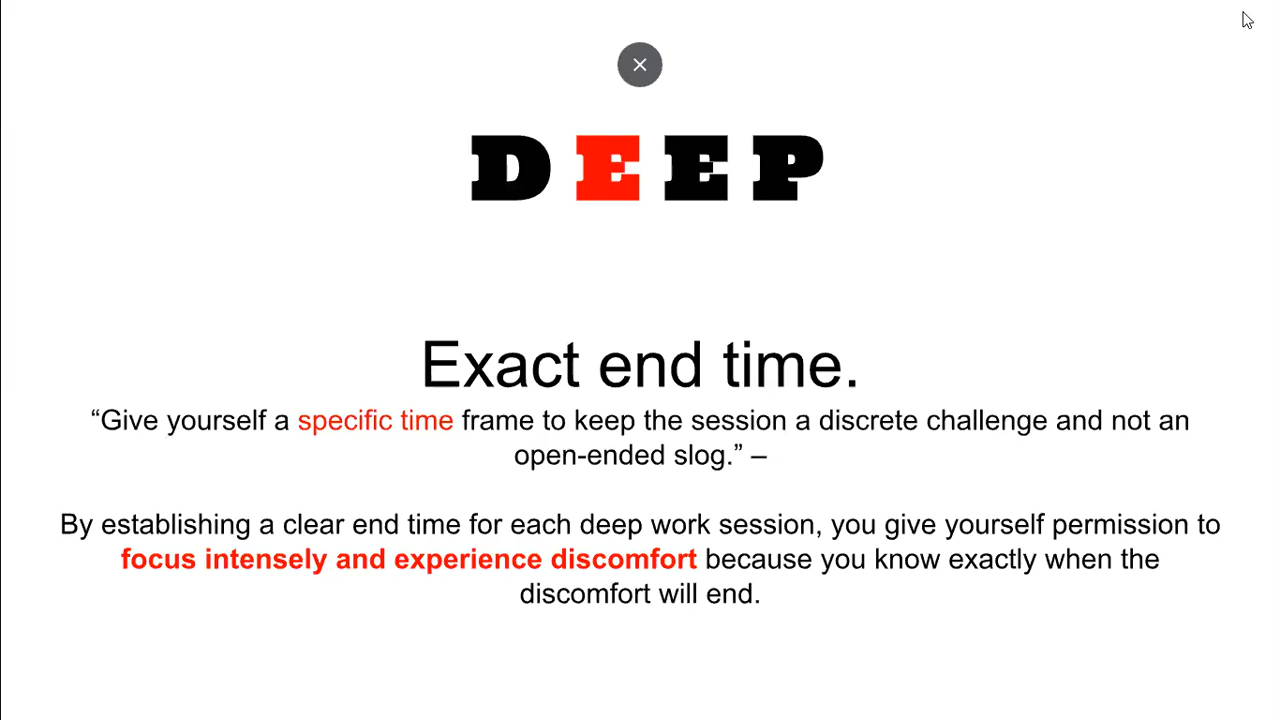 DEEP
Exact end time.
“Give yourself a specific time frame to keep the session a discrete challenge and not an
open-ended slog.” –
By establishing a clear end time for each deep work session, you give yourself permission to
focus intensely and experience discomfort because you know exactly when the
discomfort will end.